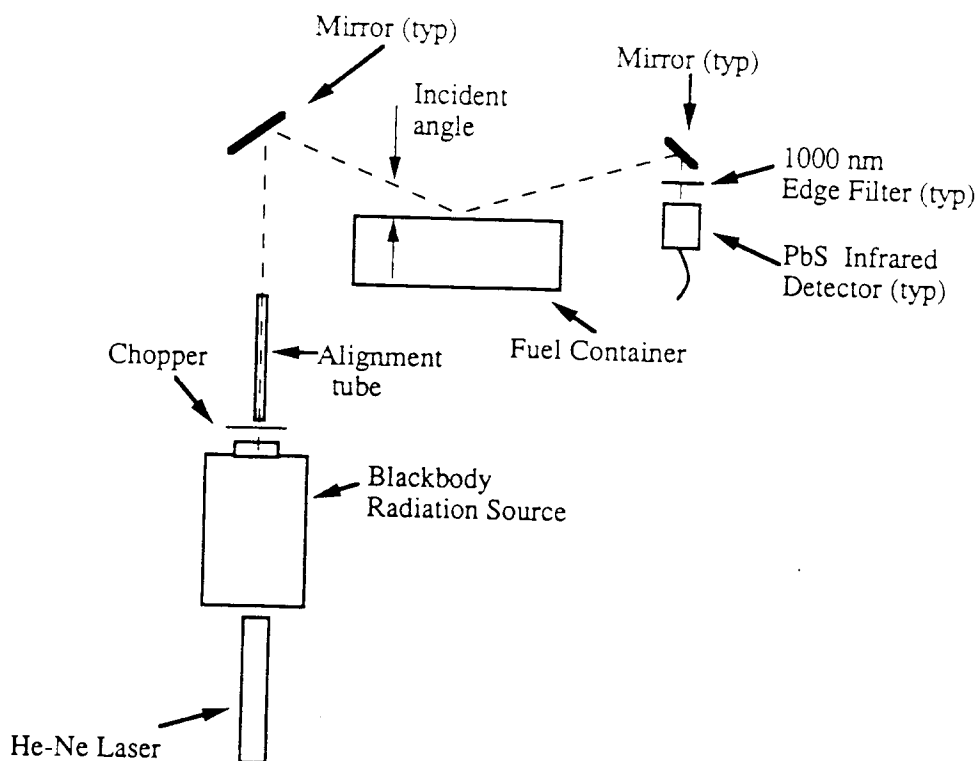 Mirror (typ)
Mirror (typ)
Incident
angle
1000 nm
Edge Filter (typ)
PbS Infrared
Detector (typ)
Fuel Container
Chopper
Alignment
tube
Blackbody
Radiation Source
He-Ne Laser